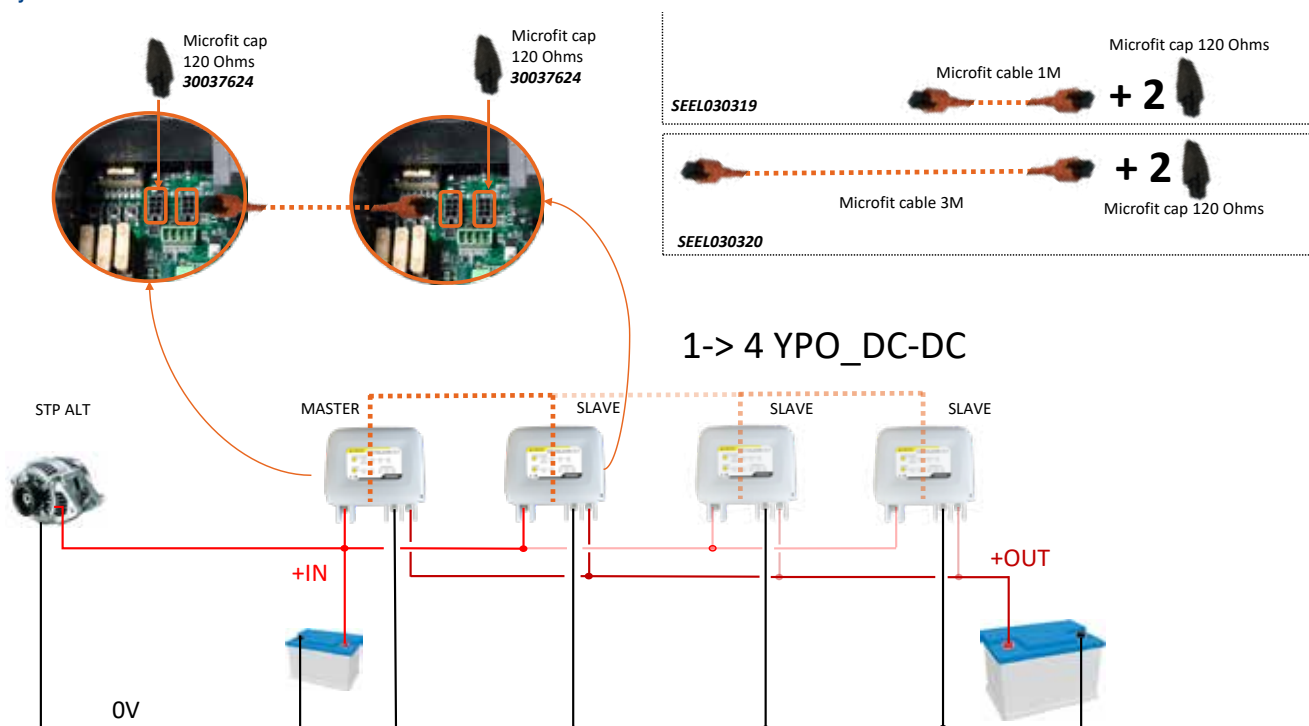 Microfit cap
120 Ohms
30037624
Microfit cap
120 Ohms
30037624
Microfit cap 120 Ohms
Microfit cable 1M
+ 2
SEEL030319
+ 2
Microfit cable 3M
Microfit cap 120 Ohms
SEEL030320
1-> 4 YPO_DC-DC
STP ALT
MASTER
SLAVE
SLAVE
SLAVE
+IN
+OUT
0V